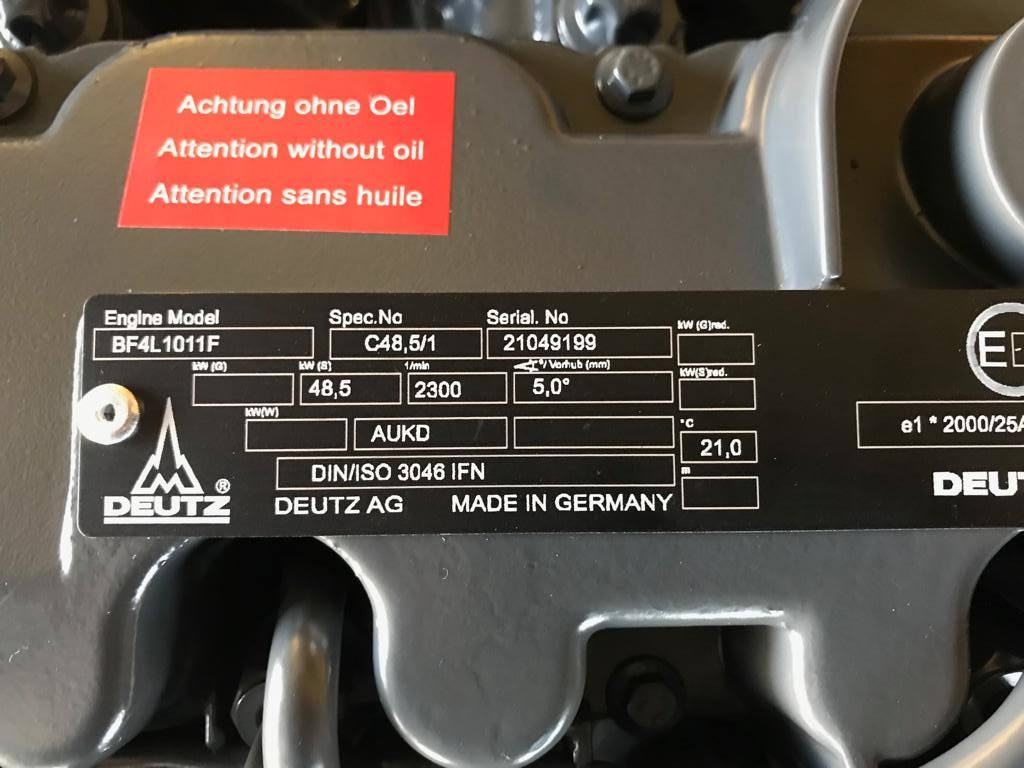 Achtung ohne Oel
Attention without oil
Attention sans huile
Engine Model Spec.No Serial. No kW (G)red.
BF4L1011F C48,5/1 21049199
kW (G) kW (S) 1/min °/ Vorhub (mm) kW(S)red.
48,5 2300 5,0°
kW(W) °C
AUKD 21,0
DIN/ISO 3046 IFN m
DEUTZ® DEUTZ AG MADE IN GERMANY
E
e1 * 2000/25